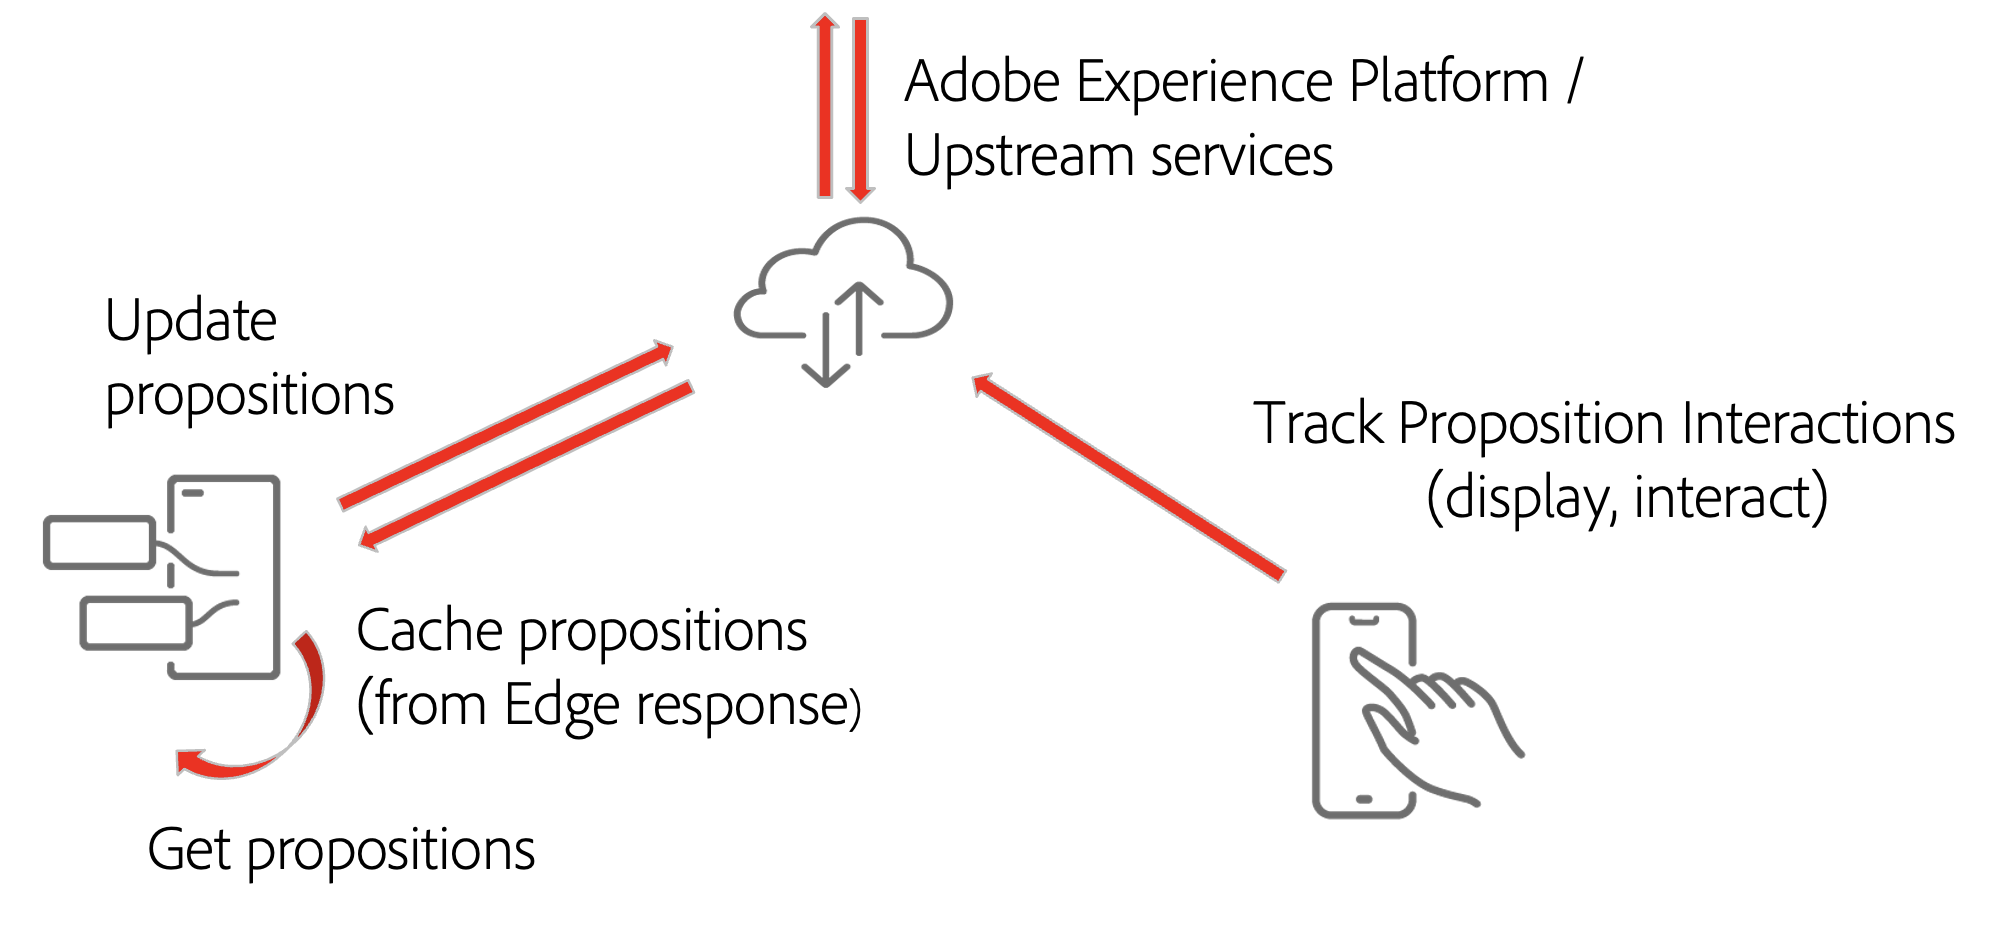 Adobe Experience Platform /
Upstream services
Update
propositions
Track Proposition Interactions
(display, interact)
Cache propositions
(from Edge response)
Get propositions